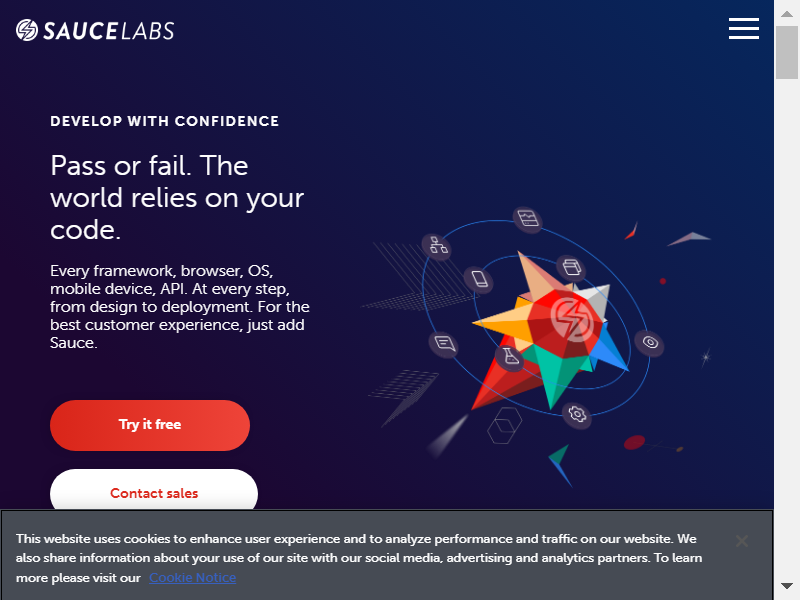 SAUCELABS
DEVELOP WITH CONFIDENCE
Pass or fail. The
world relies on your
code.
Every framework, browser, OS,
mobile device, API. At every step,
from design to deployment. For the
best customer experience, just add
Sauce.
Try it free
Contact sales
This website uses cookies to enhance user experience and to analyze performance and traffic on our website. We
also share information about your use of our site with our social media, advertising and analytics partners. To learn
more please visit our Cookie Notice